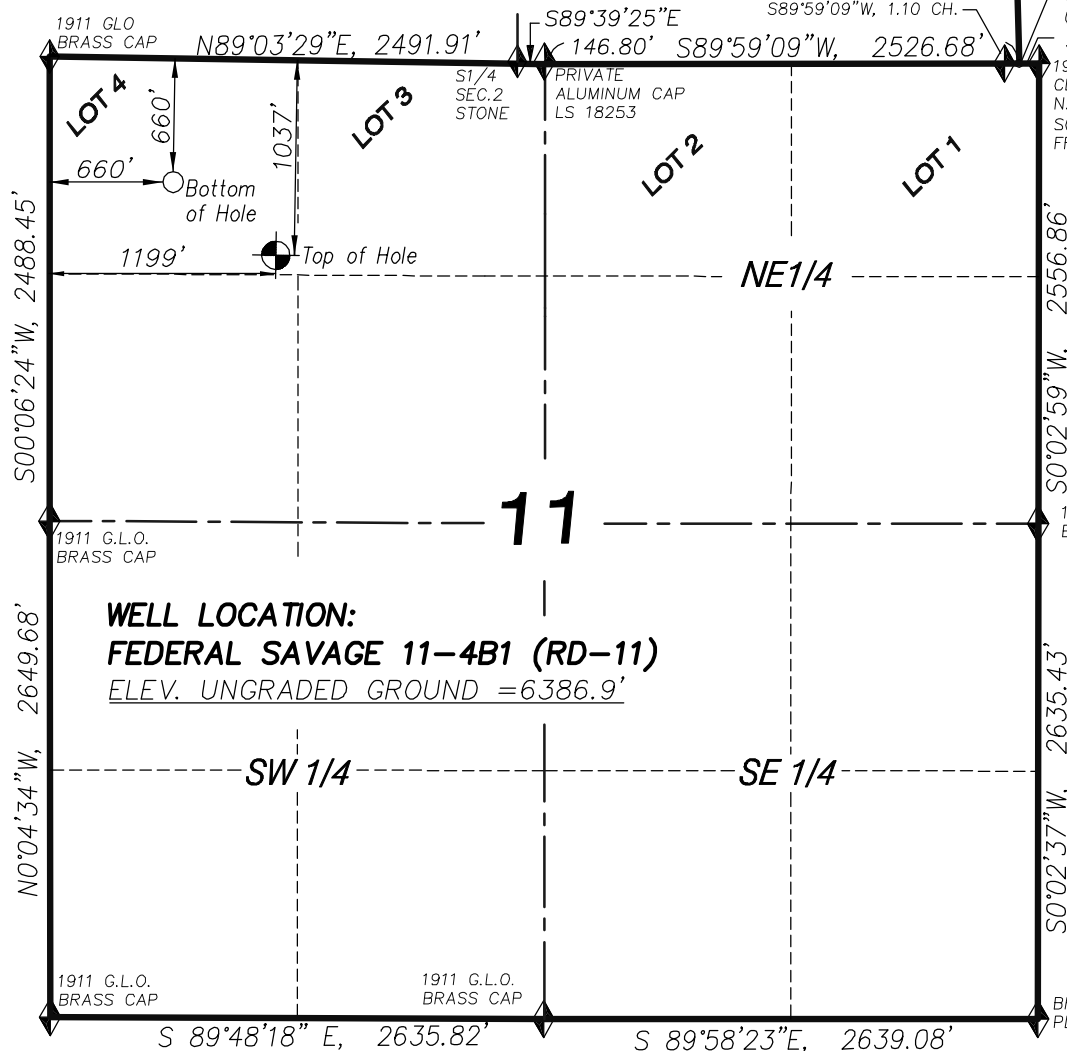 1911 GLO
BRASS CAP
N89°03'29"E, 2491.91'
S89°39'25"E
146.80'
S89°59'09"W, 2526.68'
S89°59'09"W, 1.10 CH.
S1/4
SEC.2
STONE
PRIVATE
ALUMINUM CAP
LS 18253
LOT 4
LOT 3
LOT 2
LOT 1
660'
1037'
660'
Bottom
of Hole
1199'
Top of Hole
NE1/4
S00°06'24"W, 2488.45'
2556.86'
S0°02'59"W,
11
1911 G.L.O.
BRASS CAP
WELL LOCATION:
FEDERAL SAVAGE 11-4B1 (RD-11)
ELEV. UNGRADED GROUND =6386.9'
N0°04'34"W, 2649.68'
S0°02'37"W, 2635.43'
SW 1/4
SE 1/4
1911 G.L.O.
BRASS CAP
1911 G.L.O.
BRASS CAP
S 89°48'18" E, 2635.82'
S 89°58'23"E, 2639.08'